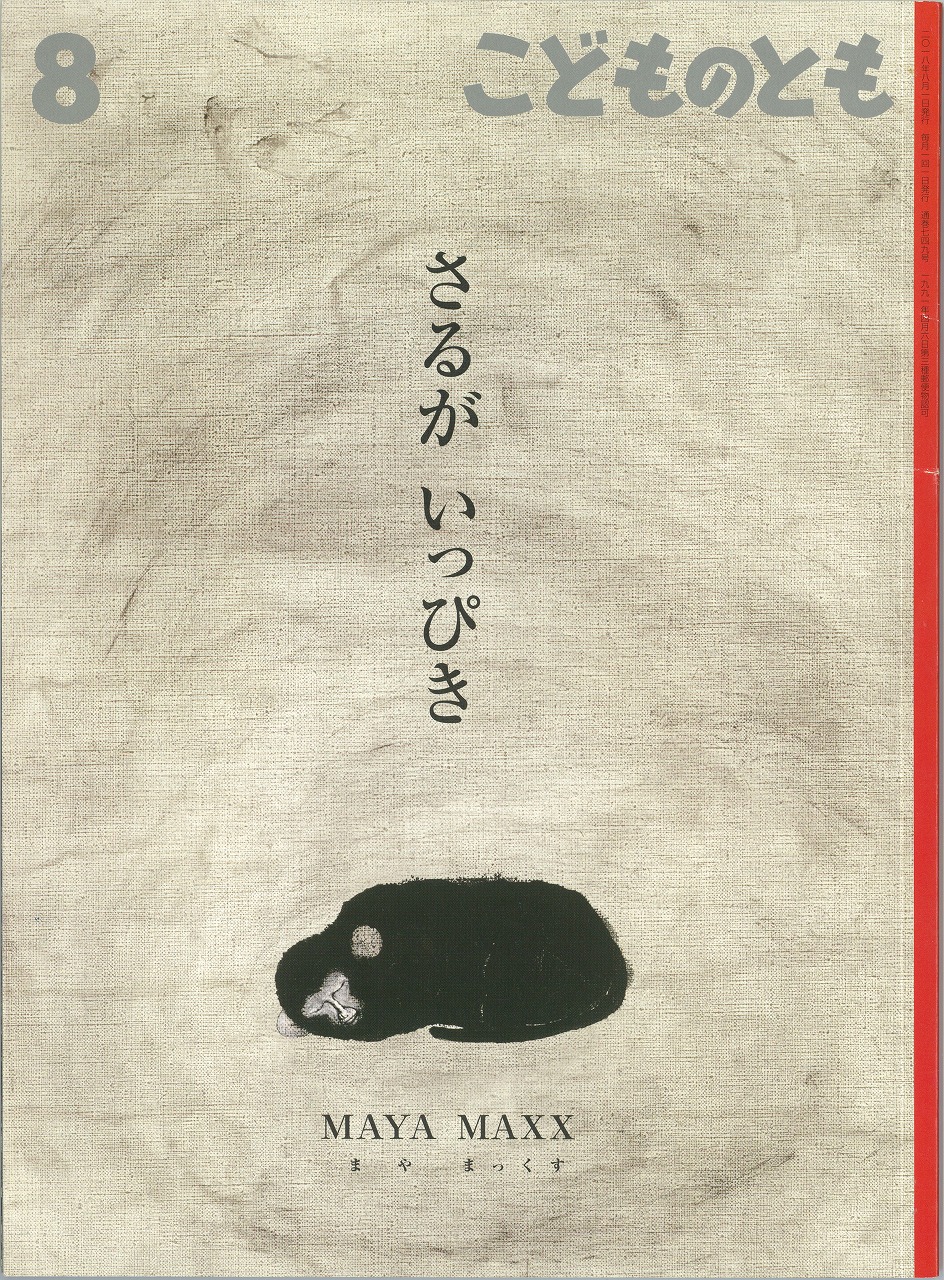 8
こどものとも
二〇一八年八月一日発行 毎月一回一日発行 通巻七四九号 一九九一年四月六日第三種郵便物認可
さるが いっぴき
MAYA MAXX
まや まっくす